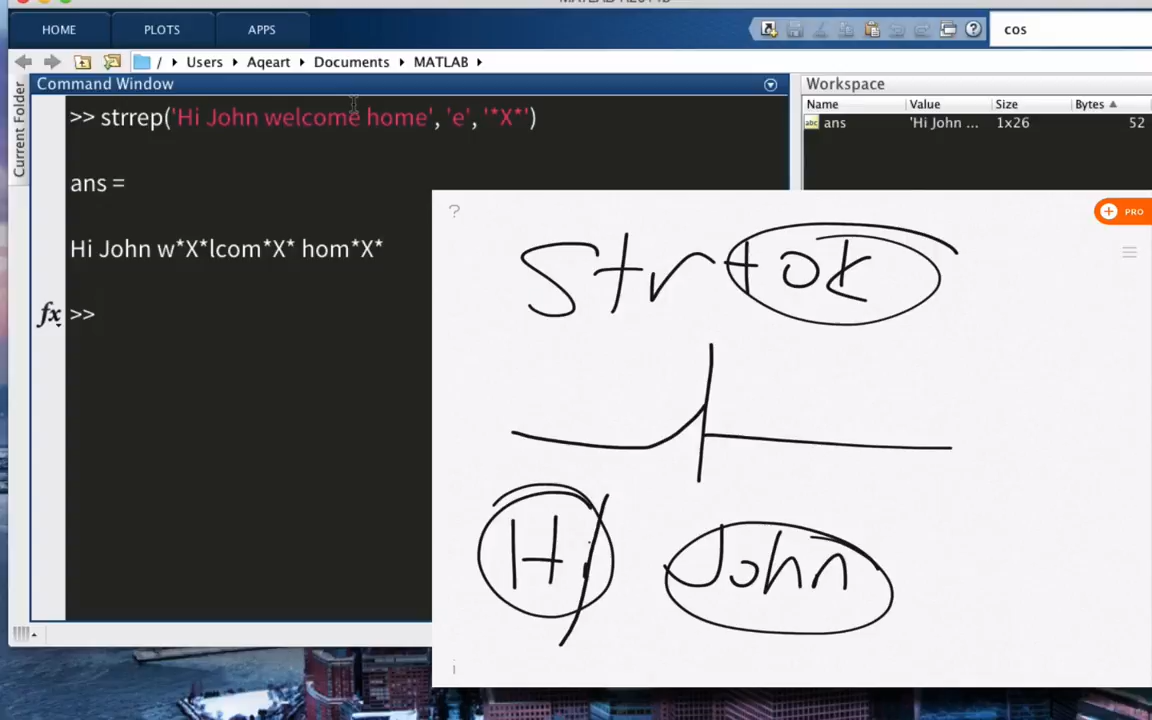 HOME PLOTS APPS cos
/ Users Aqeart Documents MATLAB
Current Folder
Command Window
>> strrep('Hi John welcome home', 'e', '*X*')
ans =
Hi John w*X*lcom*X* hom*X*
fx >>
Workspace
Name Value Size Bytes
abc ans 'Hi John ... 1x26 52
? PRO
Strtok
Hi John
i